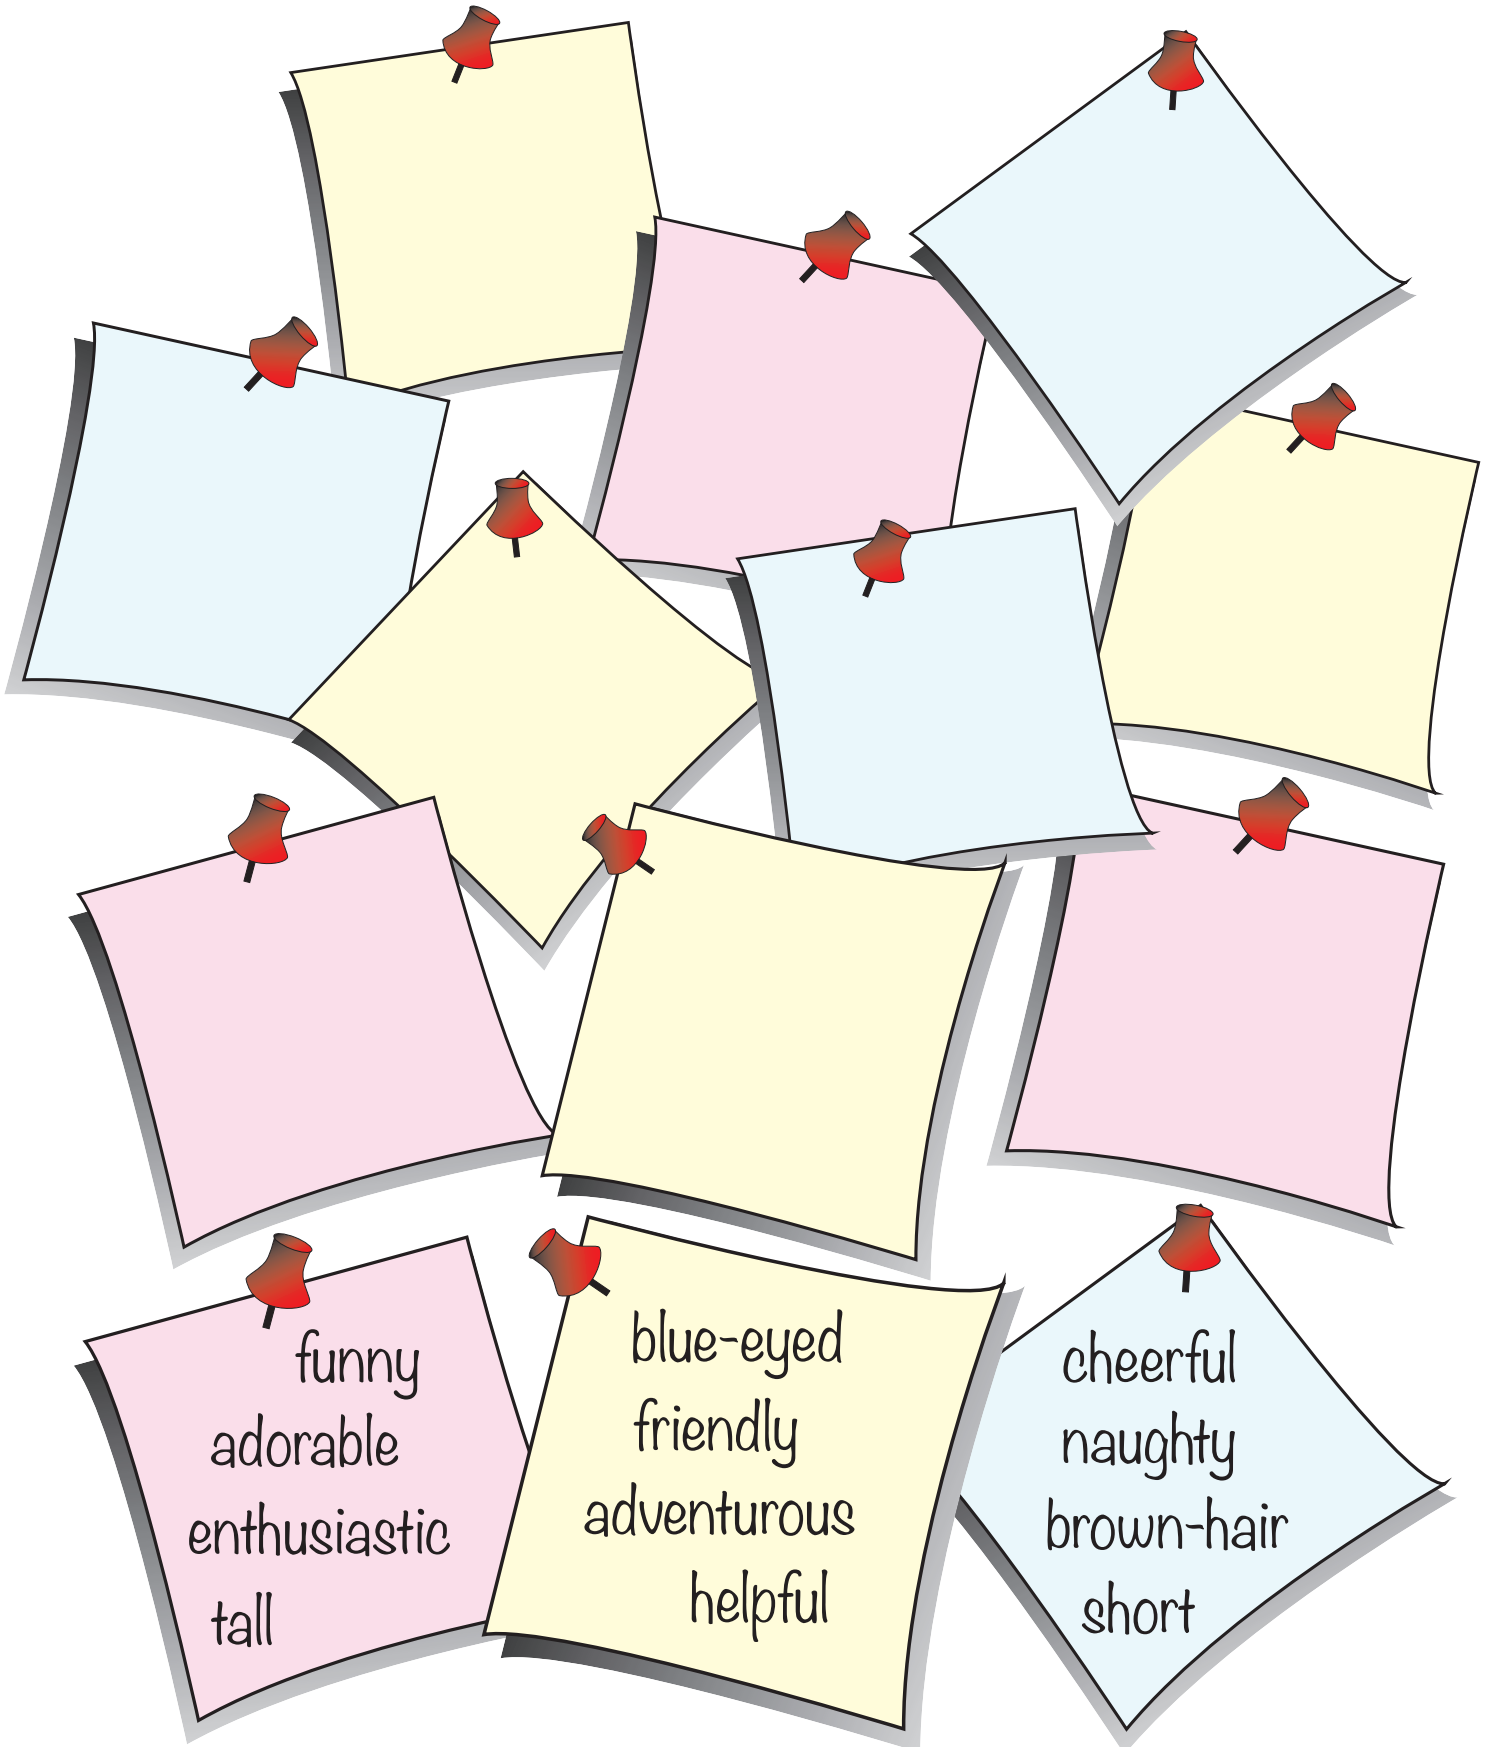 funny
adorable
enthusiastic
tall
blue-eyed
friendly
adventurous
helpful
cheerful
naughty
brown-hair
short